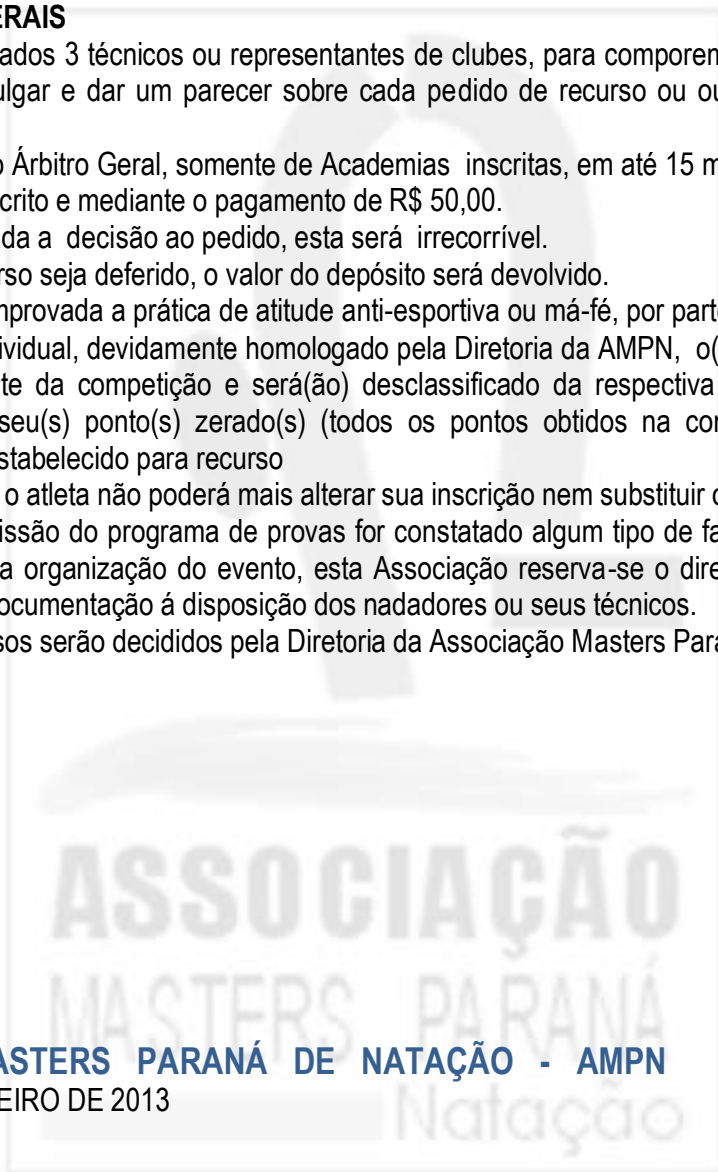 ERAIS
ados 3 técnicos ou representantes de clubes, para comporem
ulgar e dar um parecer sobre cada pedido de recurso ou ou
o Árbitro Geral, somente de Academias inscritas, em até 15 m
scrito e mediante o pagamento de R$ 50,00.
da a decisão ao pedido, esta será irrecorrível.
rso seja deferido, o valor do depósito será devolvido.
mprovada a prática de atitude anti-esportiva ou má-fé, por parte
dividual, devidamente homologado pela Diretoria da AMPN, o(
te da competição e será(ão) desclassificado da respectiva
seu(s) ponto(s) zerado(s) (todos os pontos obtidos na con
stabelecido para recurso
o atleta não poderá mais alterar sua inscrição nem substituir o
issão do programa de provas for constatado algum tipo de fa
a organização do evento, esta Associação reserva-se o dire
ocumentação á disposição dos nadadores ou seus técnicos.
sos serão decididos pela Diretoria da Associação Masters Para
ASSOCIAÇÃO
MASTERS PARANÁ
ASTERS PARANÁ DE NATAÇÃO - AMPN
EIRO DE 2013
Natação